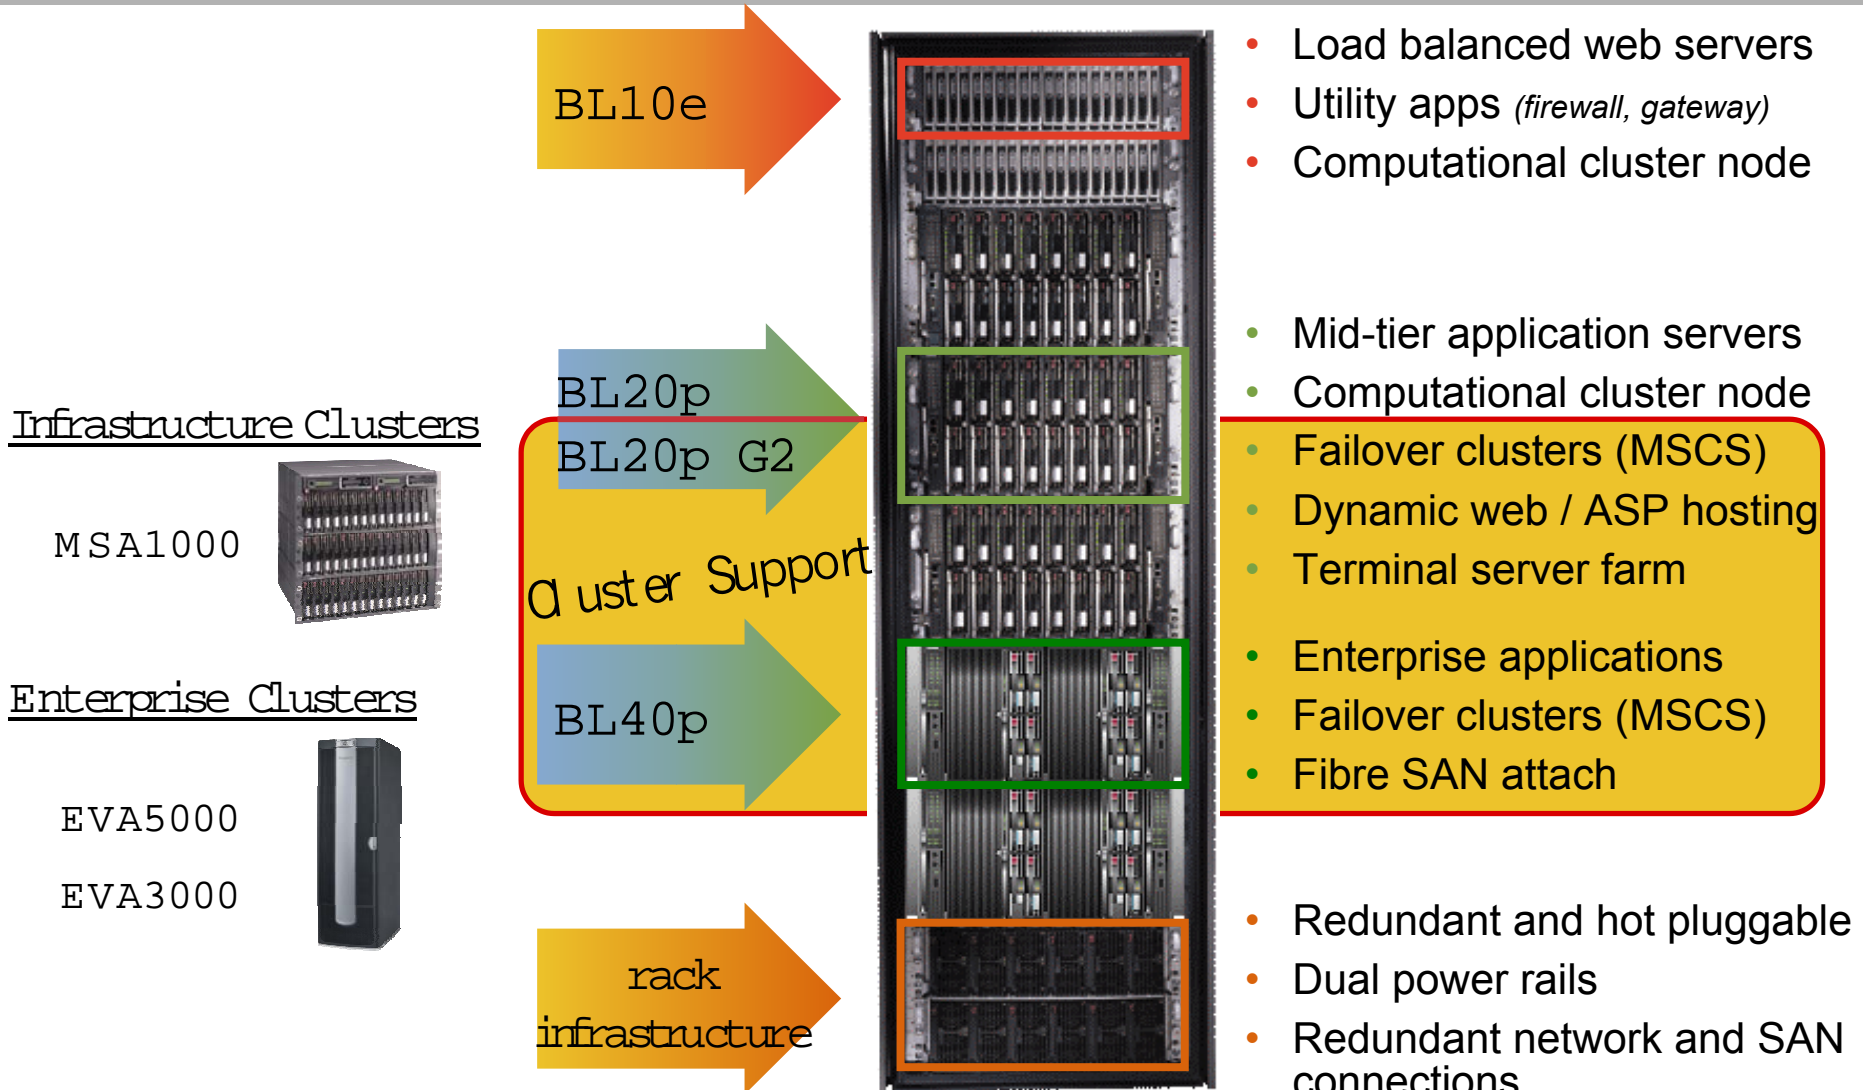 BL10e
• Load balanced web servers
• Utility apps (firewall, gateway)
• Computational cluster node
BL20p
BL20p G2
• Mid-tier application servers
• Computational cluster node
• Failover clusters (MSCS)
• Dynamic web / ASP hosting
• Terminal server farm
Infrastructure Clusters
MSA1000
Cluster Support
BL40p
• Enterprise applications
• Failover clusters (MSCS)
• Fibre SAN attach
Enterprise Clusters
EVA5000
EVA3000
rack
infrastructure
• Redundant and hot pluggable
• Dual power rails
• Redundant network and SAN
connections